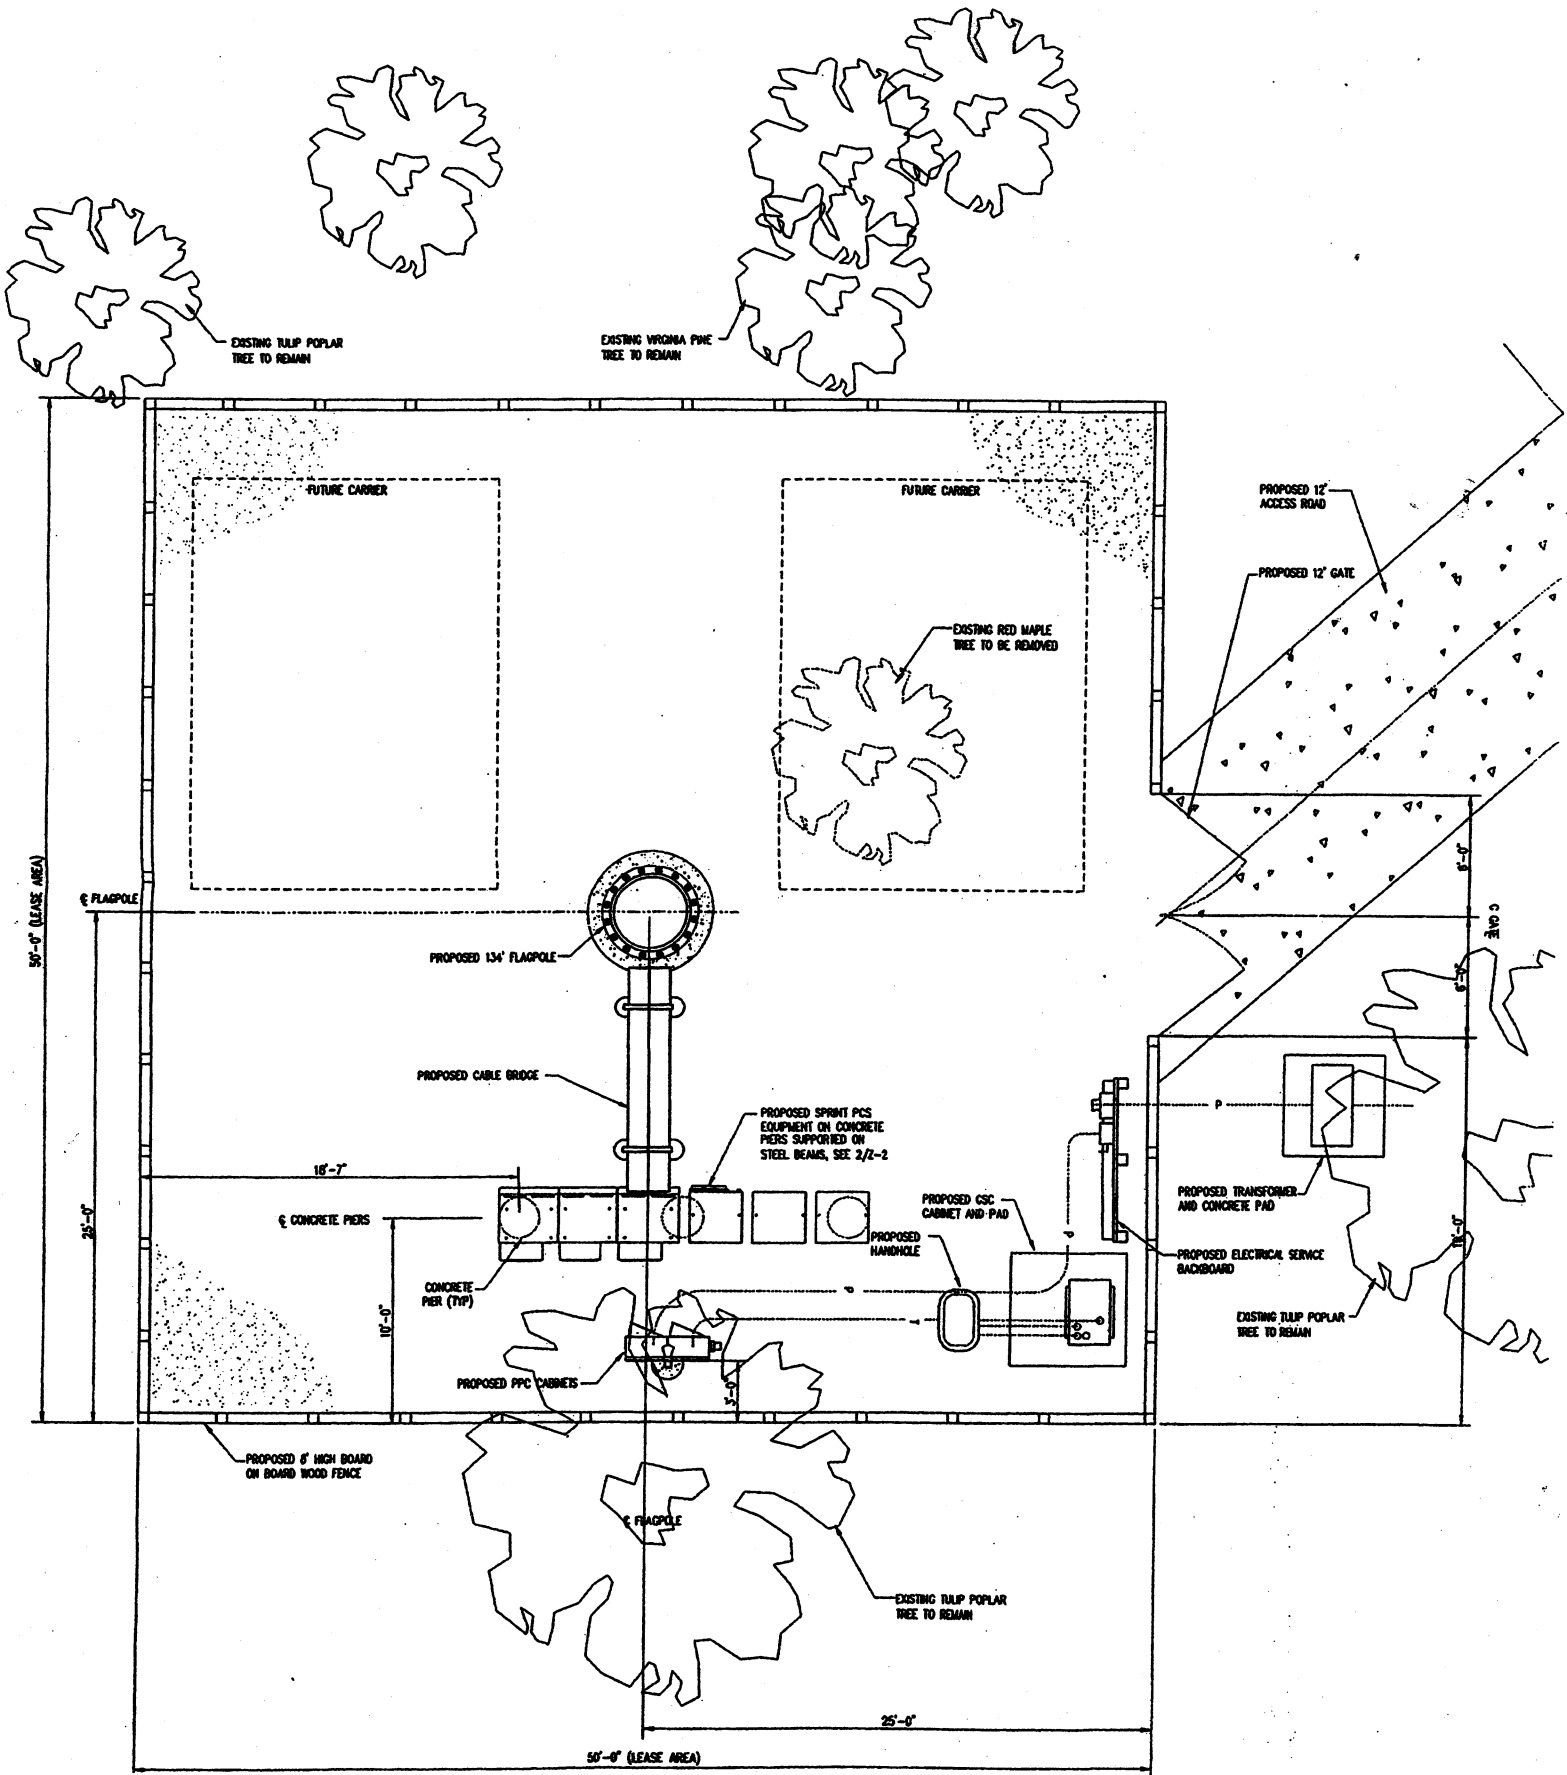 EXISTING TULIP POPLAR
TREE TO REMAIN
EXISTING VIRGINIA PINE
TREE TO REMAIN
FUTURE CARRIER
FUTURE CARRIER
PROPOSED 12'
ACCESS ROAD
PROPOSED 12' GATE
EXISTING RED MAPLE
TREE TO BE REMOVED
50'-0" (LEASE AREA)
℄ FLAGPOLE
PROPOSED 134' FLAGPOLE
6'-0"
℄ GATE
6'-0"
PROPOSED CABLE BRIDGE
PROPOSED SPRINT PCS
EQUIPMENT ON CONCRETE
PIERS SUPPORTED ON
STEEL BEAMS, SEE 2/Z-2
P
18'-7"
25'-0"
℄ CONCRETE PIERS
PROPOSED CSC
CABINET AND PAD
PROPOSED
HANDHOLE
PROPOSED TRANSFORMER
AND CONCRETE PAD
PROPOSED ELECTRICAL SERVICE
BACKBOARD
P
CONCRETE
PIER (TYP)
10'-0"
P
T
EXISTING TULIP POPLAR
TREE TO REMAIN
PROPOSED PPC CABINETS
3'-0"
PROPOSED 8' HIGH BOARD
ON BOARD WOOD FENCE
℄ FLAGPOLE
EXISTING TULIP POPLAR
TREE TO REMAIN
25'-0"
50'-0" (LEASE AREA)